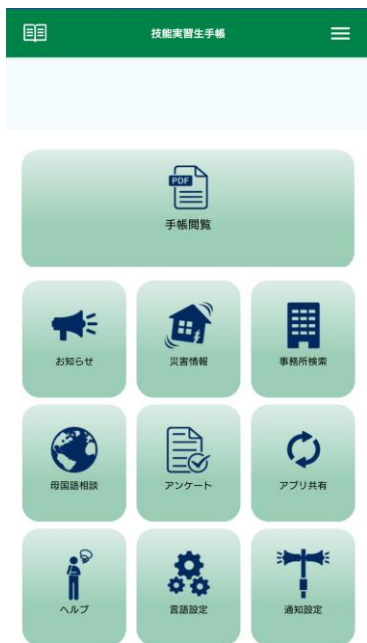 技能実習生手帳
PDF
手帳閲覧
お知らせ
災害情報
事務所検索
母国語相談
アンケート
アプリ共有
ヘルプ
言語設定
通知設定